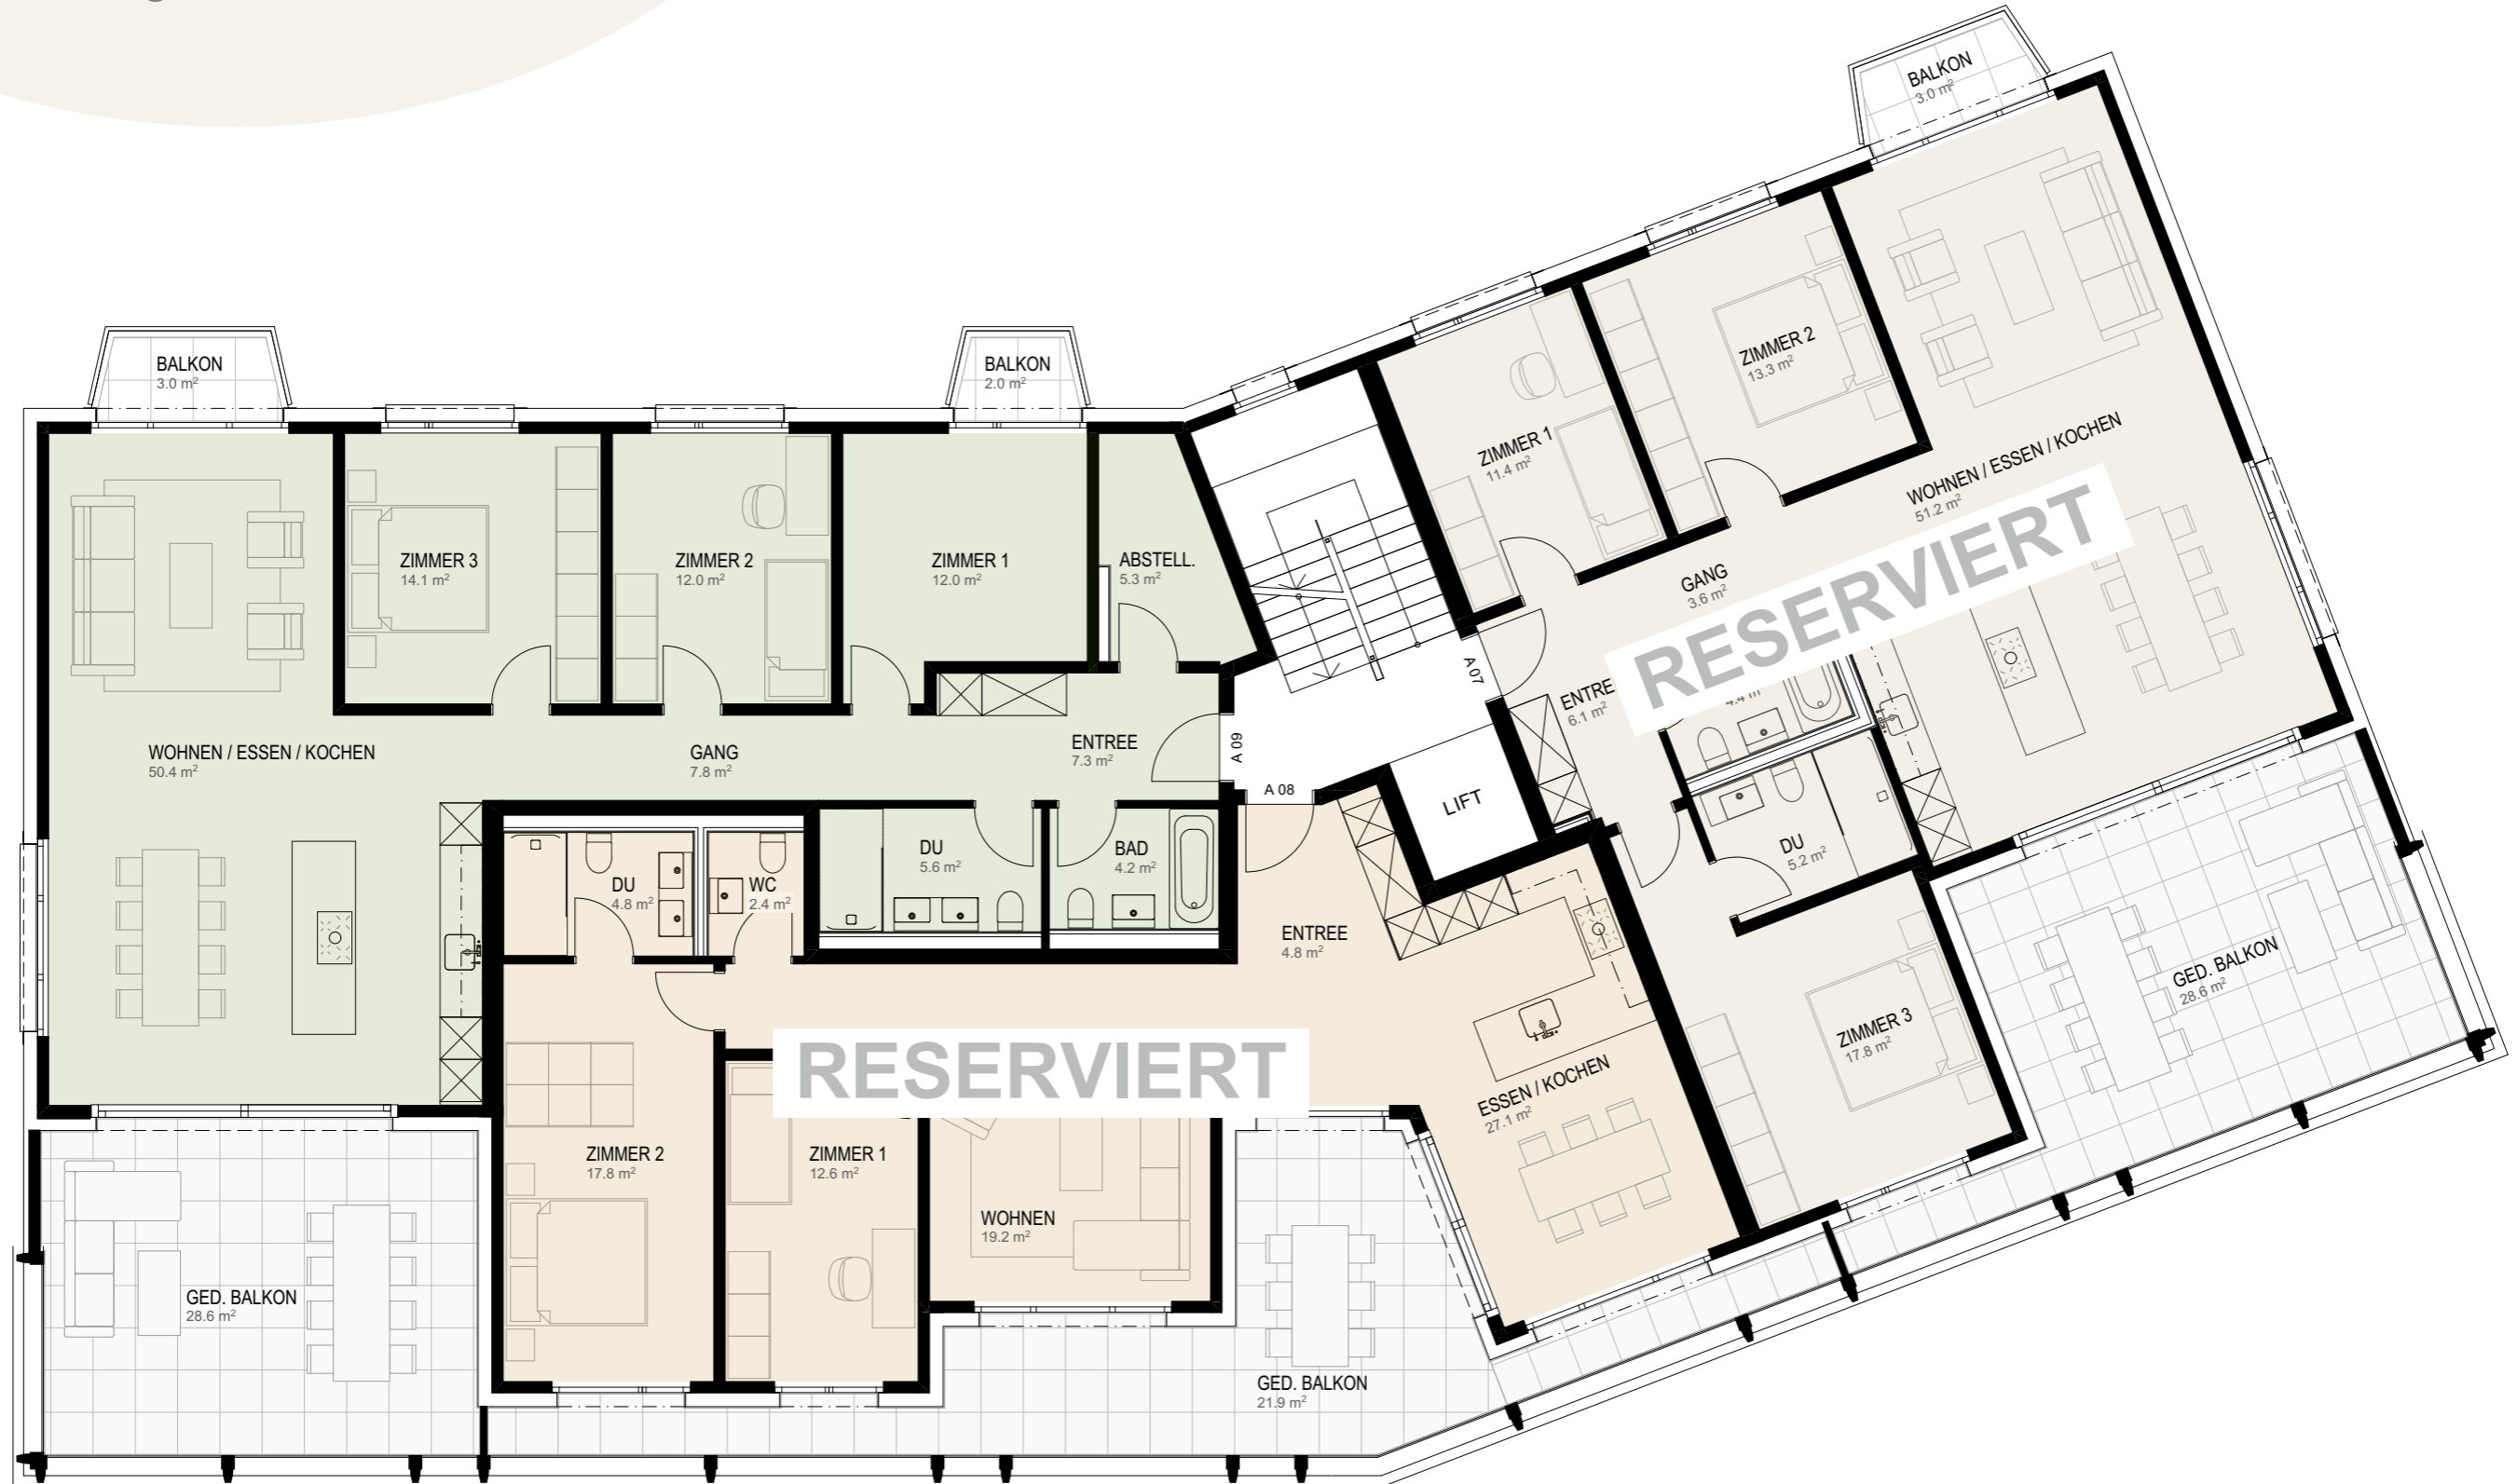 BALKON
3.0 m²
BALKON
3.0 m²
BALKON
2.0 m²
ZIMMER 2
13.3 m²
ZIMMER 1
11.4 m²
WOHNEN / ESSEN / KOCHEN
51.2 m²
ZIMMER 3
14.1 m²
ZIMMER 2
12.0 m²
ZIMMER 1
12.0 m²
ABSTELL.
5.3 m²
GANG
3.6 m²
RESERVIERT
A 07
6.1 m²
WOHNEN / ESSEN / KOCHEN
50.4 m²
GANG
7.8 m²
ENTREE
7.3 m²
A 09
A 08
LIFT
DU
5.6 m²
BAD
4.2 m²
DU
5.2 m²
DU
4.8 m²
WC
2.4 m²
ENTREE
4.8 m²
GED. BALKON
28.6 m²
ZIMMER 3
17.8 m²
RESERVIERT
ESSEN / KOCHEN
27.1 m²
ZIMMER 2
17.8 m²
ZIMMER 1
12.6 m²
WOHNEN
19.2 m²
GED. BALKON
28.6 m²
GED. BALKON
21.9 m²